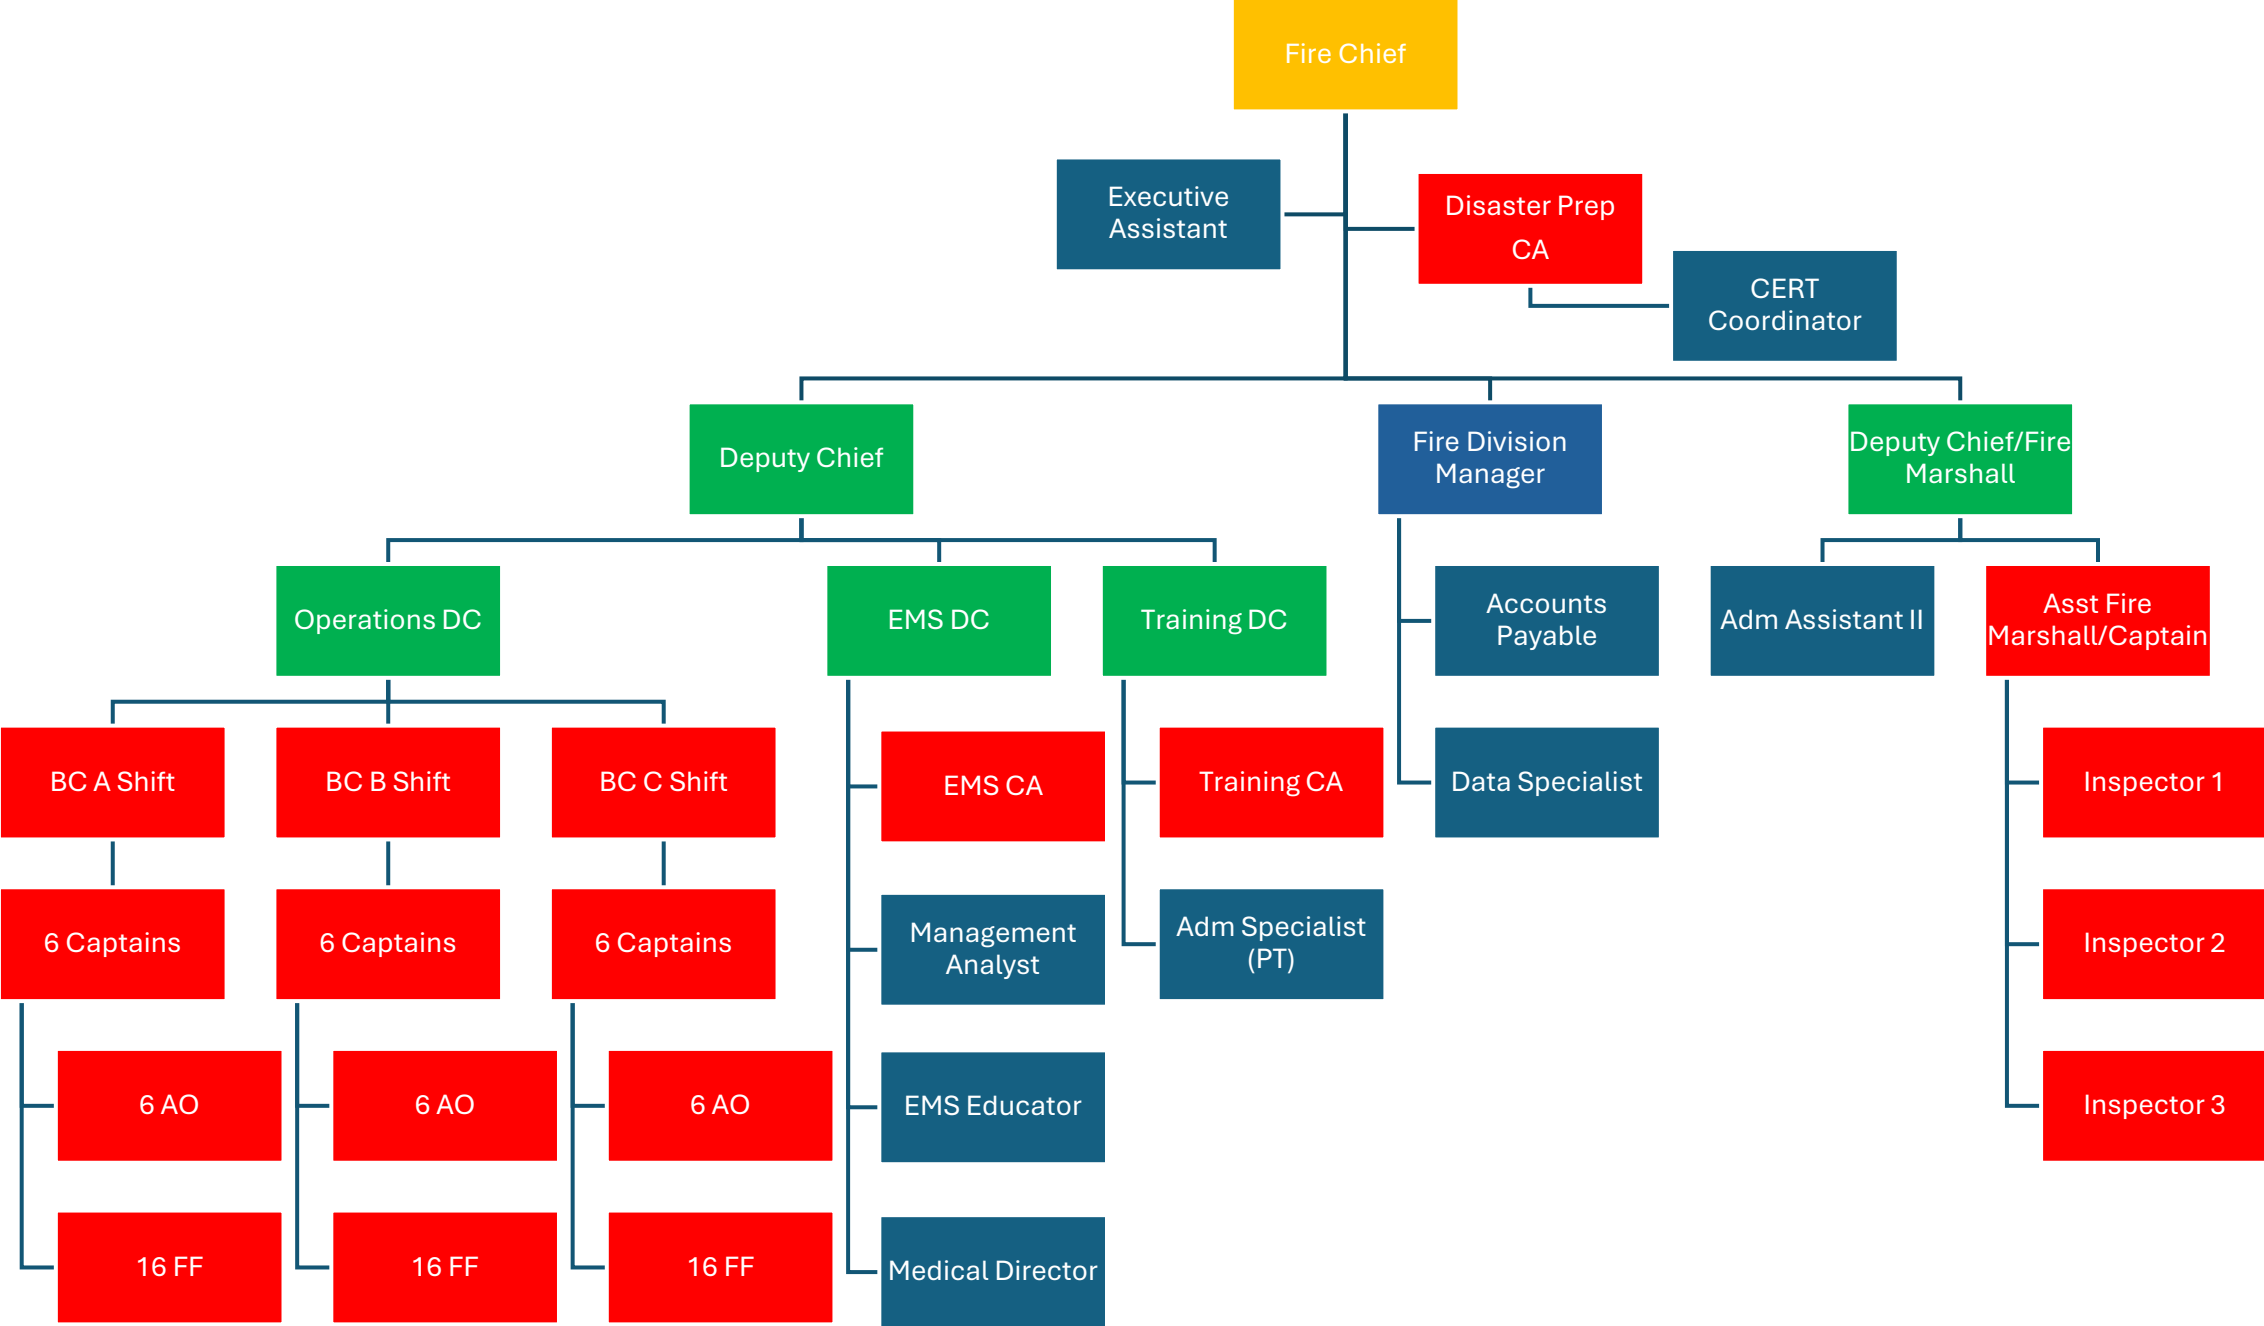 Fire Chief
Executive
Assistant
Disaster Prep
CA
CERT
Coordinator
Deputy Chief
Fire Division
Manager
Deputy Chief/Fire
Marshall
Operations DC
EMS DC
Training DC
Accounts
Payable
Adm Assistant II
Asst Fire
Marshall/Captain
BC A Shift
BC B Shift
BC C Shift
EMS CA
Training CA
Data Specialist
Inspector 1
6 Captains
6 Captains
6 Captains
Management
Analyst
Adm Specialist
(PT)
Inspector 2
6 AO
6 AO
6 AO
EMS Educator
Inspector 3
16 FF
16 FF
16 FF
Medical Director